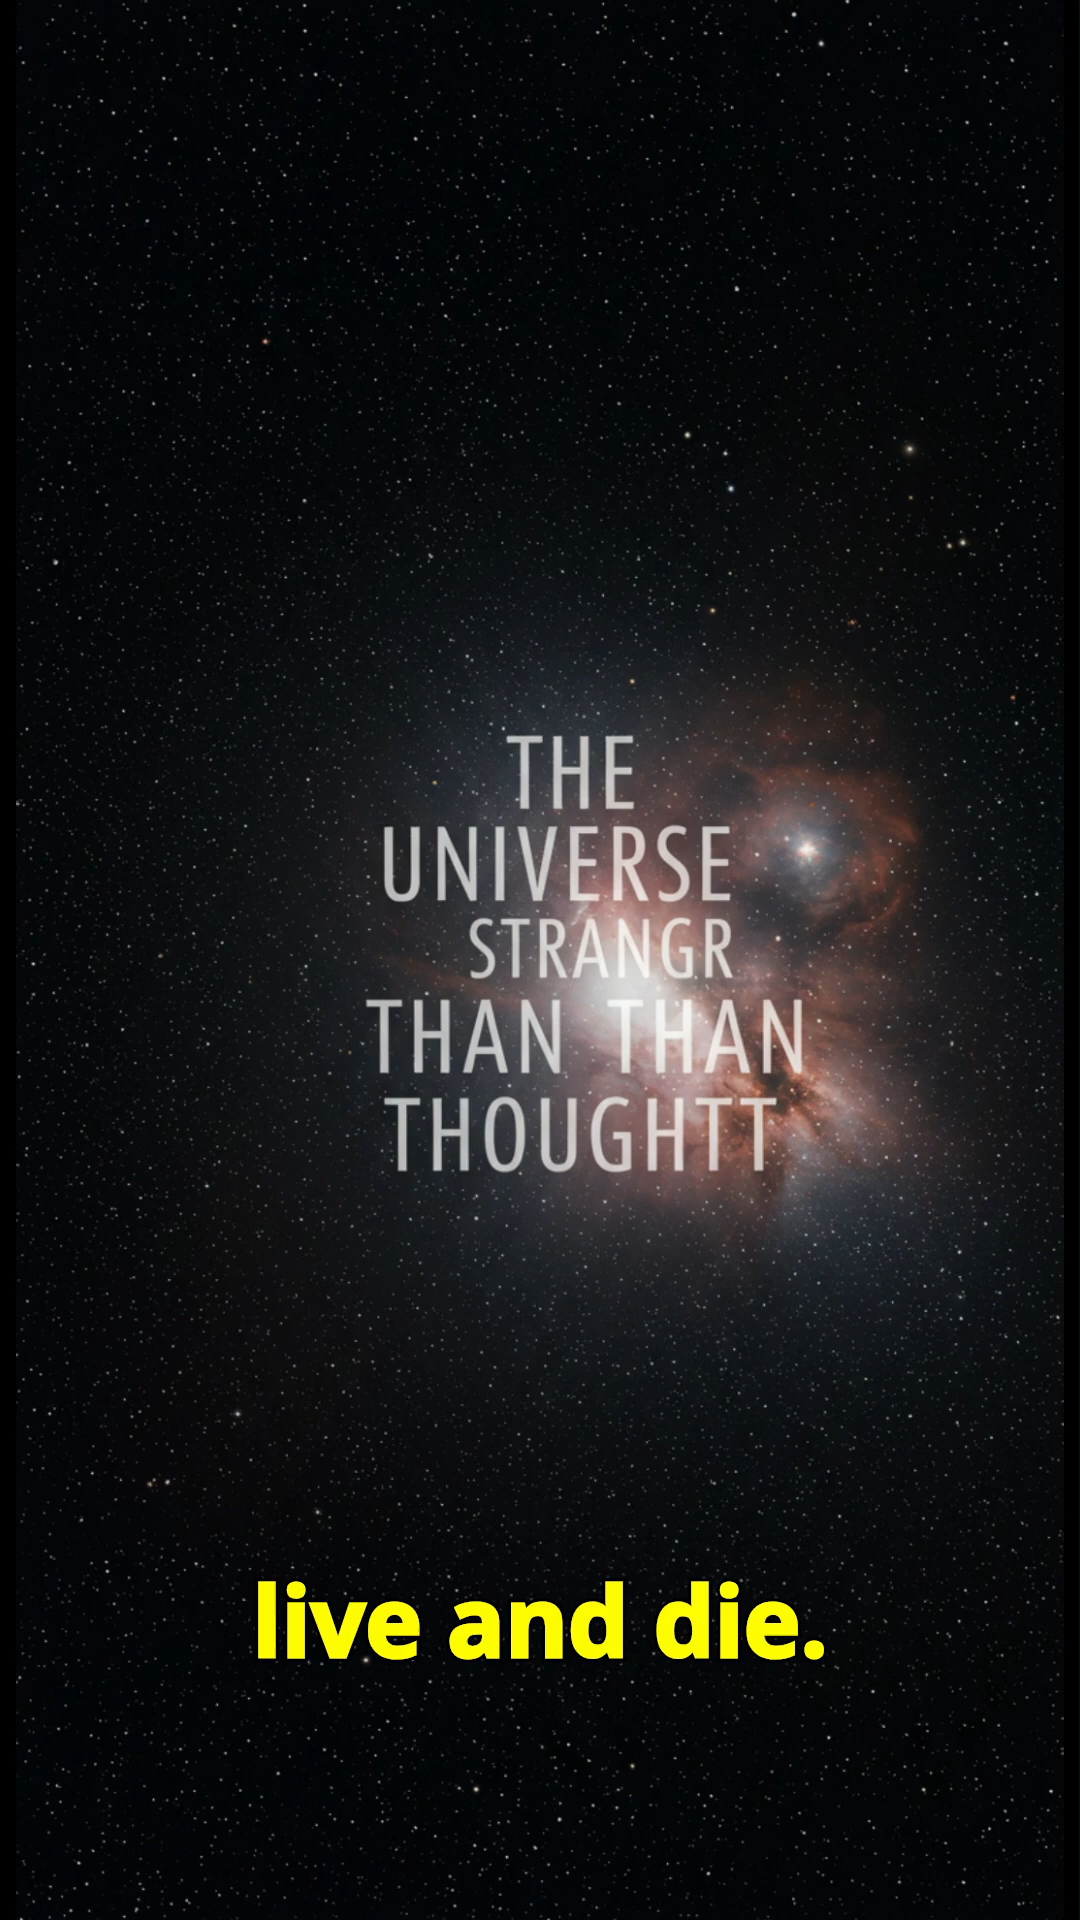 THE
UNIVERSE
STRANGR
THAN THAN
THOUGHTT
live and die.